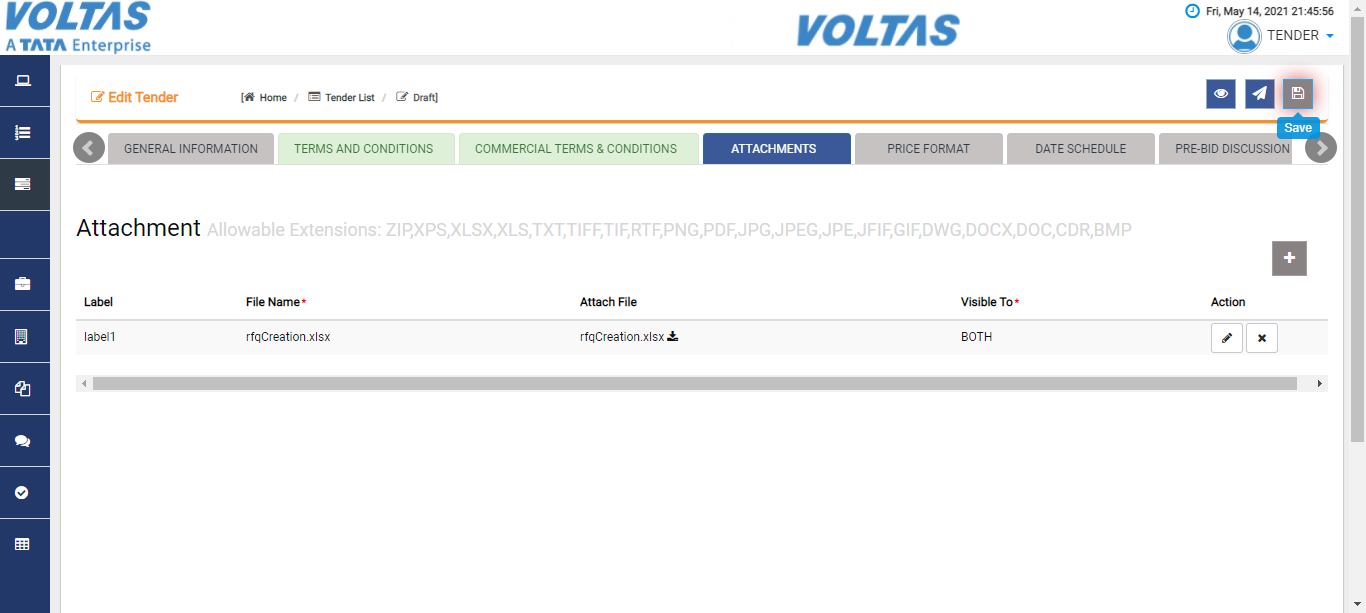 VOLTAS
A TATA Enterprise
VOLTAS
Fri, May 14, 2021 21:45:56
TENDER
Edit Tender
[ Home / Tender List / Draft]
Save
GENERAL INFORMATION
TERMS AND CONDITIONS
COMMERCIAL TERMS & CONDITIONS
ATTACHMENTS
PRICE FORMAT
DATE SCHEDULE
PRE-BID DISCUSSION
Attachment Allowable Extensions: ZIP,XPS,XLSX,XLS,TXT,TIFF,TIF,RTF,PNG,PDF,JPG,JPEG,JPE,JFIF,GIF,DWG,DOCX,DOC,CDR,BMP
Label File Name* Attach File Visible To* Action
label1 rfqCreation.xlsx rfqCreation.xlsx BOTH